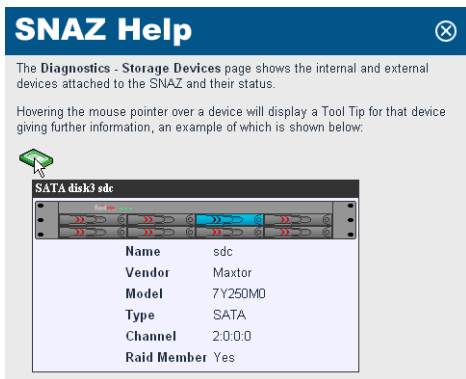 SNAZ Help
The Diagnostics - Storage Devices page shows the internal and external
devices attached to the SNAZ and their status.
Hovering the mouse pointer over a device will display a Tool Tip for that device
giving further information, an example of which is shown below:
SATA disk3 sdc
Name sdc
Vendor Maxtor
Model 7Y250M0
Type SATA
Channel 2:0:0:0
Raid Member Yes